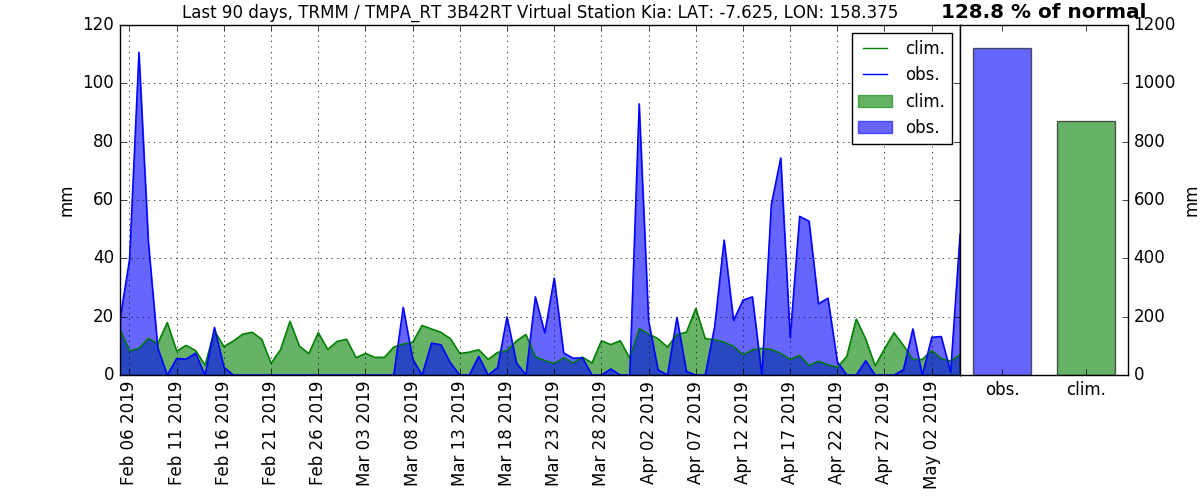 Last 90 days, TRMM / TMPA_RT 3B42RT Virtual Station Kia: LAT: -7.625, LON: 158.375
128.8 % of normal
120
100
80
60
40
20
0
mm
clim.
obs.
clim.
obs.
1200
1000
800
600
400
200
0
mm
Feb 06 2019
Feb 11 2019
Feb 16 2019
Feb 21 2019
Feb 26 2019
Mar 03 2019
Mar 08 2019
Mar 13 2019
Mar 18 2019
Mar 23 2019
Mar 28 2019
Apr 02 2019
Apr 07 2019
Apr 12 2019
Apr 17 2019
Apr 22 2019
Apr 27 2019
May 02 2019
obs.
clim.